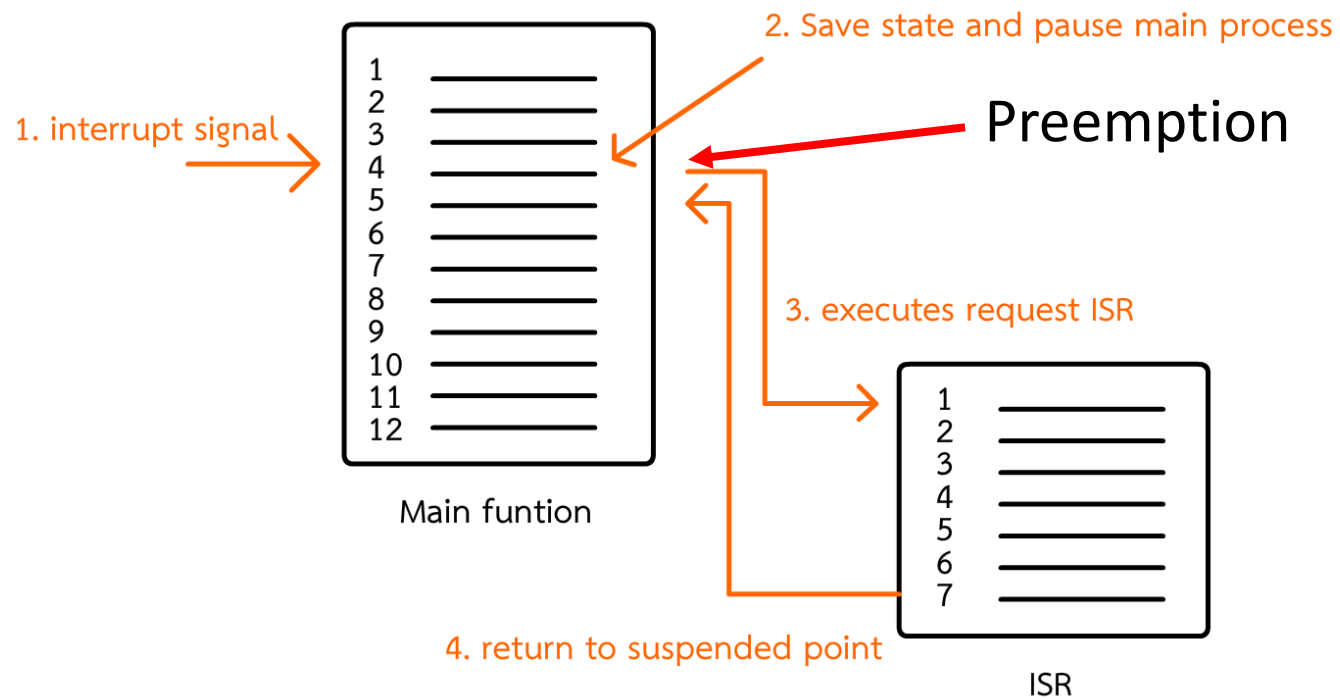 2. Save state and pause main process
1. interrupt signal
Preemption
1
2
3
4
5
6
7
8
9
10
11
12
Main funtion
3. executes request ISR
1
2
3
4
5
6
7
4. return to suspended point
ISR